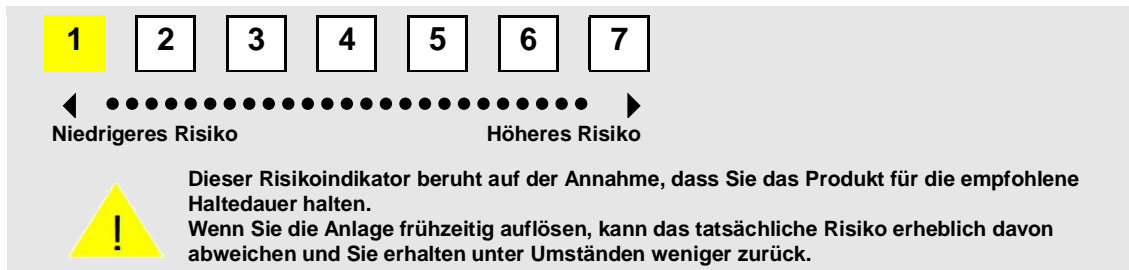 1 2 3 4 5 6 7
Niedrigeres Risiko Höheres Risiko
Dieser Risikoindikator beruht auf der Annahme, dass Sie das Produkt für die empfohlene
Haltedauer halten.
! Wenn Sie die Anlage frühzeitig auflösen, kann das tatsächliche Risiko erheblich davon
abweichen und Sie erhalten unter Umständen weniger zurück.